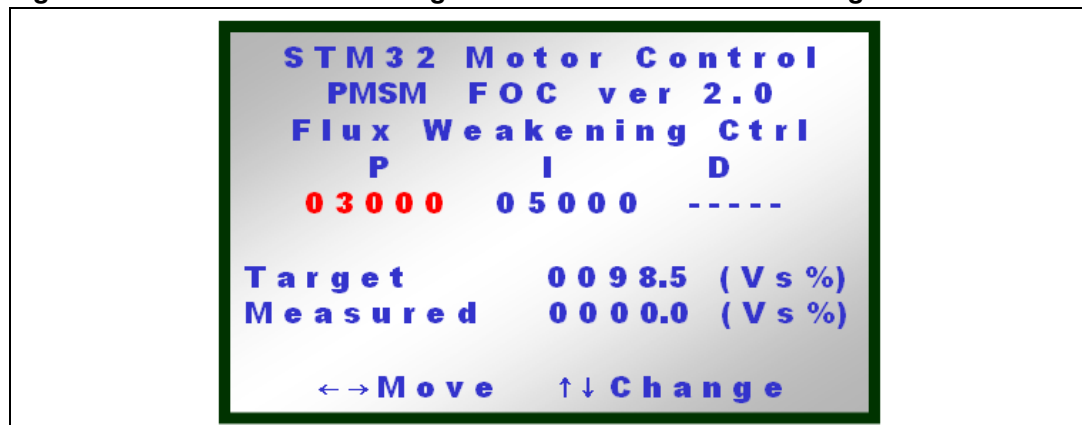 STM32 Motor Control
PMSM FOC ver 2.0
Flux Weakening Ctrl
P I D
03000 05000 -----
Target 0098.5 (Vs%)
Measured 0000.0 (Vs%)
←→Move ↑↓Change